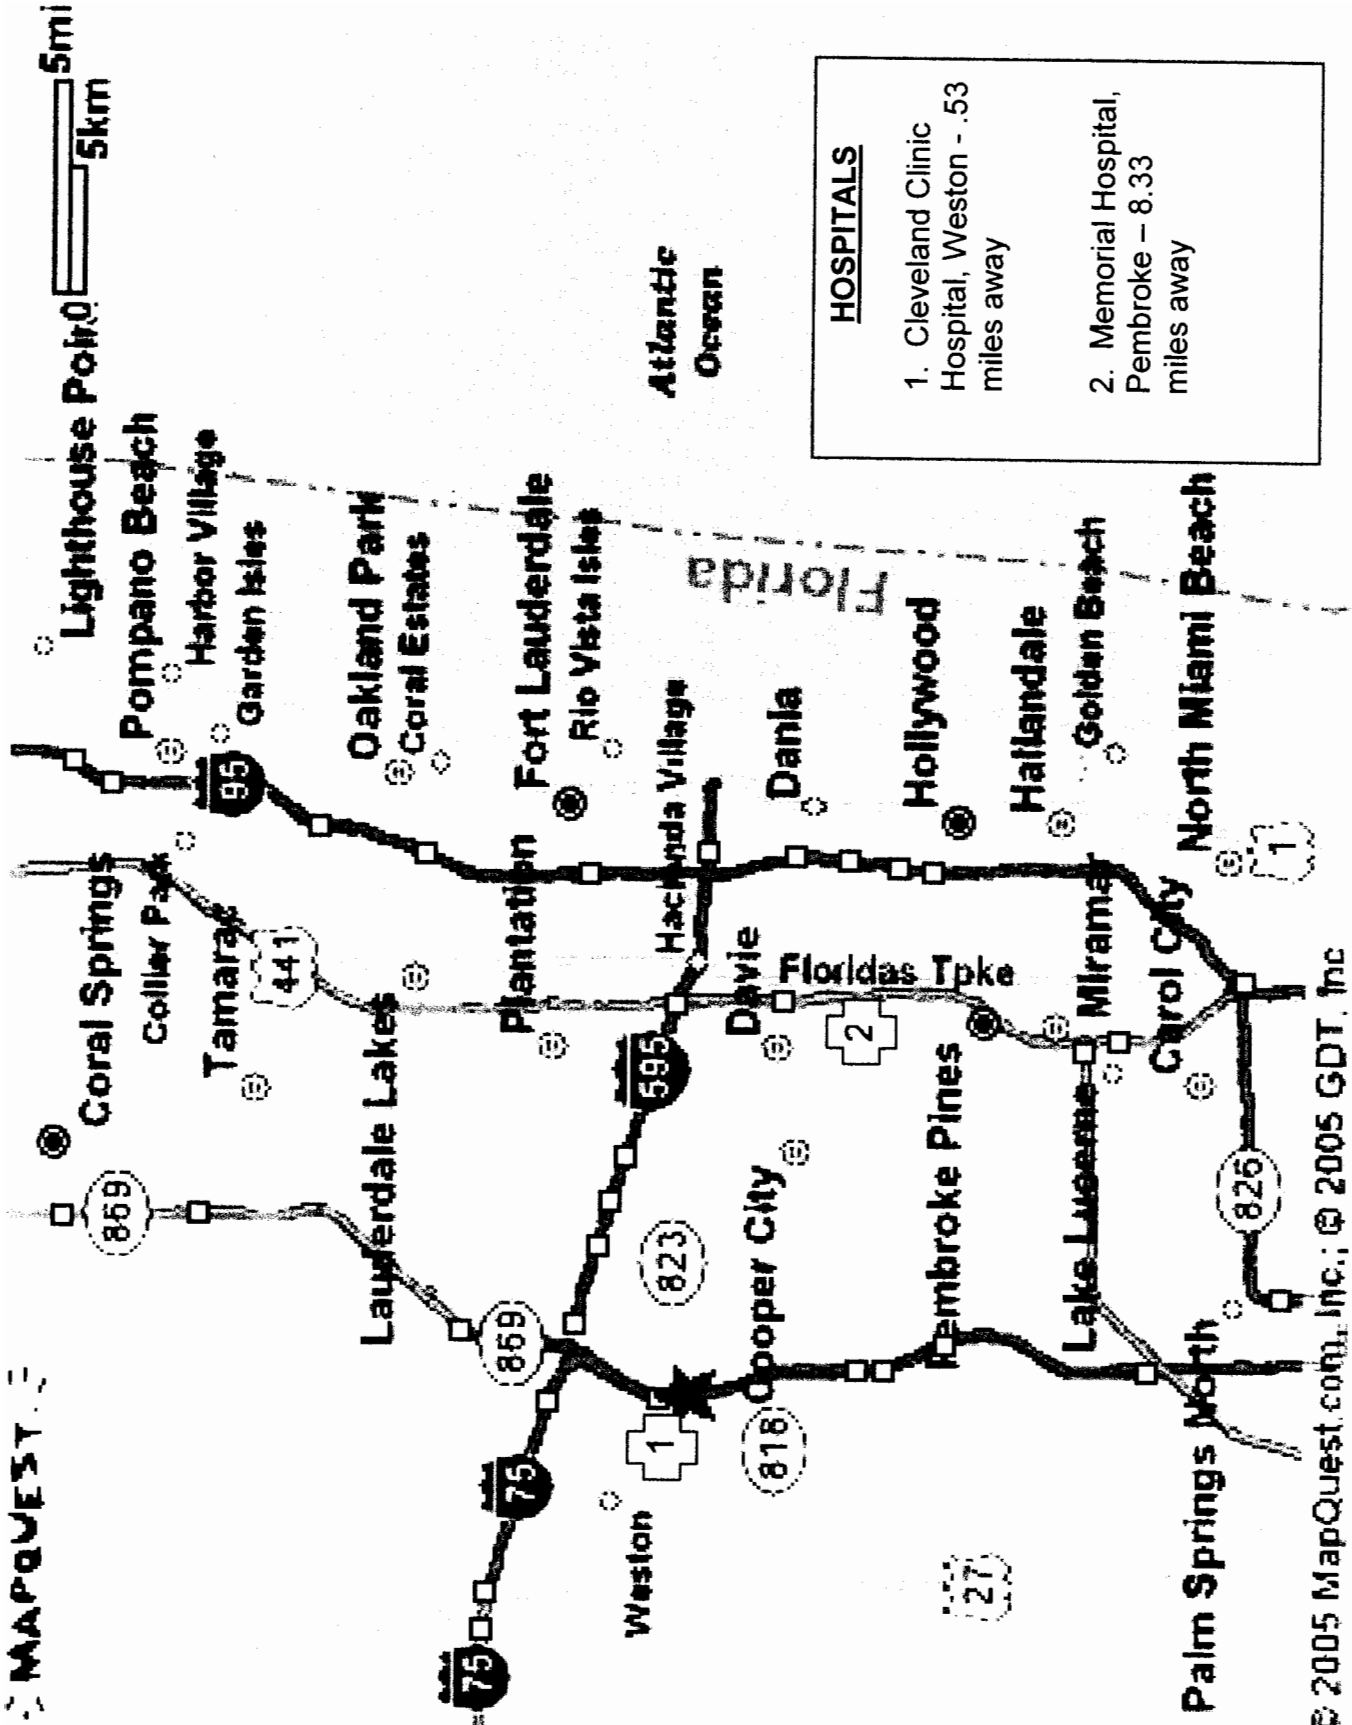 MAPQUEST
0
5mi
5km
Lighthouse Poin
Pompano Beach
Harbor Village
Garden Isles
Coral Springs
Collier Park
Tamarac
869
95
441
Oakland Park
Coral Estates
Lauderdale Lakes
Fort Lauderdale
Rio Vista Isles
Plantation
869
75
75
595
Hacienda Village
Weston
1
823
Davie
Dania
Floridas Tpke
Florida
Atlantic
Ocean
Cooper City
818
2
Hollywood
Pembroke Pines
27
Hallandale
Golden Beach
Miramar
Lake Lucerne
Carol City
North Miami Beach
1
826
Palm Springs North
HOSPITALS
1. Cleveland Clinic
Hospital, Weston - .53
miles away
2. Memorial Hospital,
Pembroke – 8.33
miles away
© 2005 MapQuest.com, Inc.; © 2005 GDT, Inc